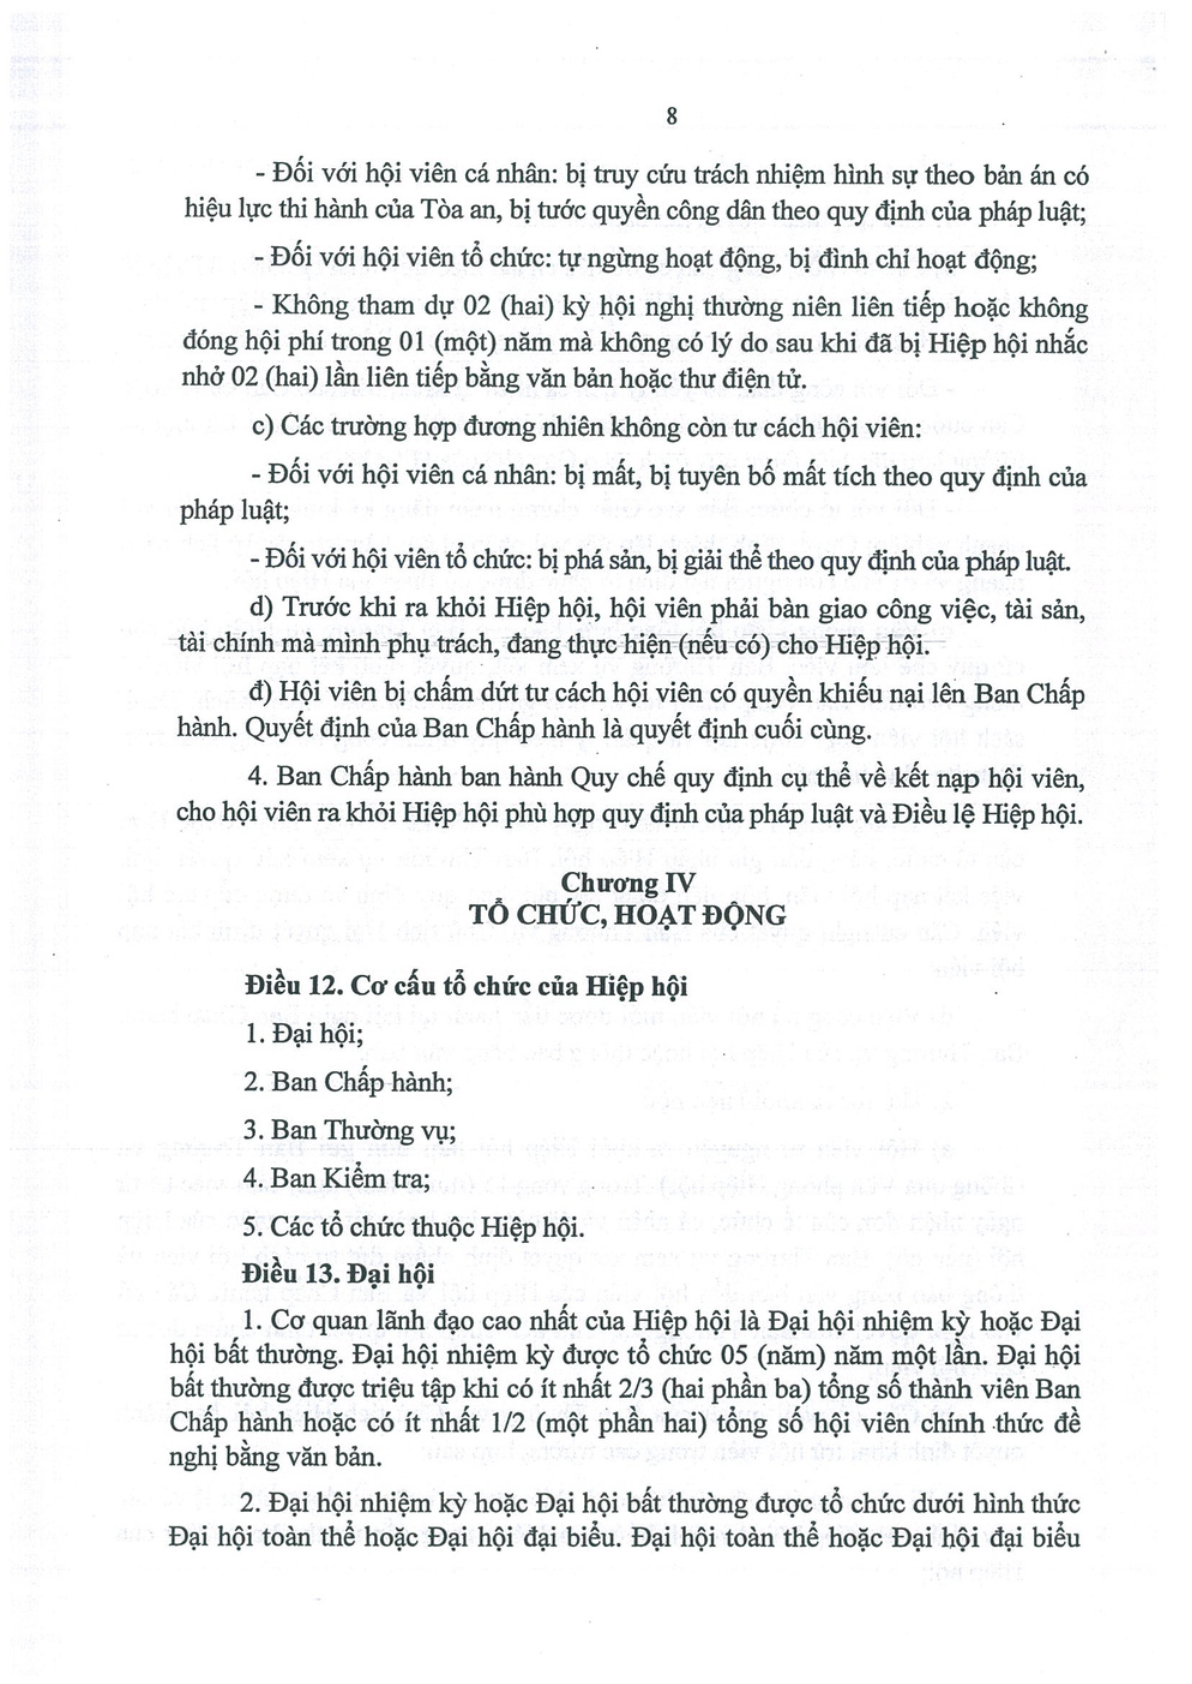 8
- Đối với hội viên cá nhân: bị truy cứu trách nhiệm hình sự theo bản án có
hiệu lực thi hành của Tòa an, bị tước quyền công dân theo quy định của pháp luật;
- Đối với hội viên tổ chức: tự ngừng hoạt động, bị đình chỉ hoạt động;
- Không tham dự 02 (hai) kỳ hội nghị thường niên liên tiếp hoặc không
đóng hội phí trong 01 (một) năm mà không có lý do sau khi đã bị Hiệp hội nhắc
nhở 02 (hai) lần liên tiếp bằng văn bản hoặc thư điện tử.
c) Các trường hợp đương nhiên không còn tư cách hội viên:
- Đối với hội viên cá nhân: bị mất, bị tuyên bố mất tích theo quy định của
pháp luật;
- Đối với hội viên tổ chức: bị phá sản, bị giải thể theo quy định của pháp luật.
d) Trước khi ra khỏi Hiệp hội, hội viên phải bàn giao công việc, tài sản,
tài chính mà mình phụ trách, đang thực hiện (nếu có) cho Hiệp hội.
đ) Hội viên bị chấm dứt tư cách hội viên có quyền khiếu nại lên Ban Chấp
hành. Quyết định của Ban Chấp hành là quyết định cuối cùng.
4. Ban Chấp hành ban hành Quy chế quy định cụ thể về kết nạp hội viên,
cho hội viên ra khỏi Hiệp hội phù hợp quy định của pháp luật và Điều lệ Hiệp hội.
Chương IV
TỔ CHỨC, HOẠT ĐỘNG
Điều 12. Cơ cấu tổ chức của Hiệp hội
1. Đại hội;
2. Ban Chấp hành;
3. Ban Thường vụ;
4. Ban Kiểm tra;
5. Các tổ chức thuộc Hiệp hội.
Điều 13. Đại hội
1. Cơ quan lãnh đạo cao nhất của Hiệp hội là Đại hội nhiệm kỳ hoặc Đại
hội bất thường. Đại hội nhiệm kỳ được tổ chức 05 (năm) năm một lần. Đại hội
bất thường được triệu tập khi có ít nhất 2/3 (hai phần ba) tổng số thành viên Ban
Chấp hành hoặc có ít nhất 1/2 (một phần hai) tổng số hội viên chính thức đề
nghị bằng văn bản.
2. Đại hội nhiệm kỳ hoặc Đại hội bất thường được tổ chức dưới hình thức
Đại hội toàn thể hoặc Đại hội đại biểu. Đại hội toàn thể hoặc Đại hội đại biểu